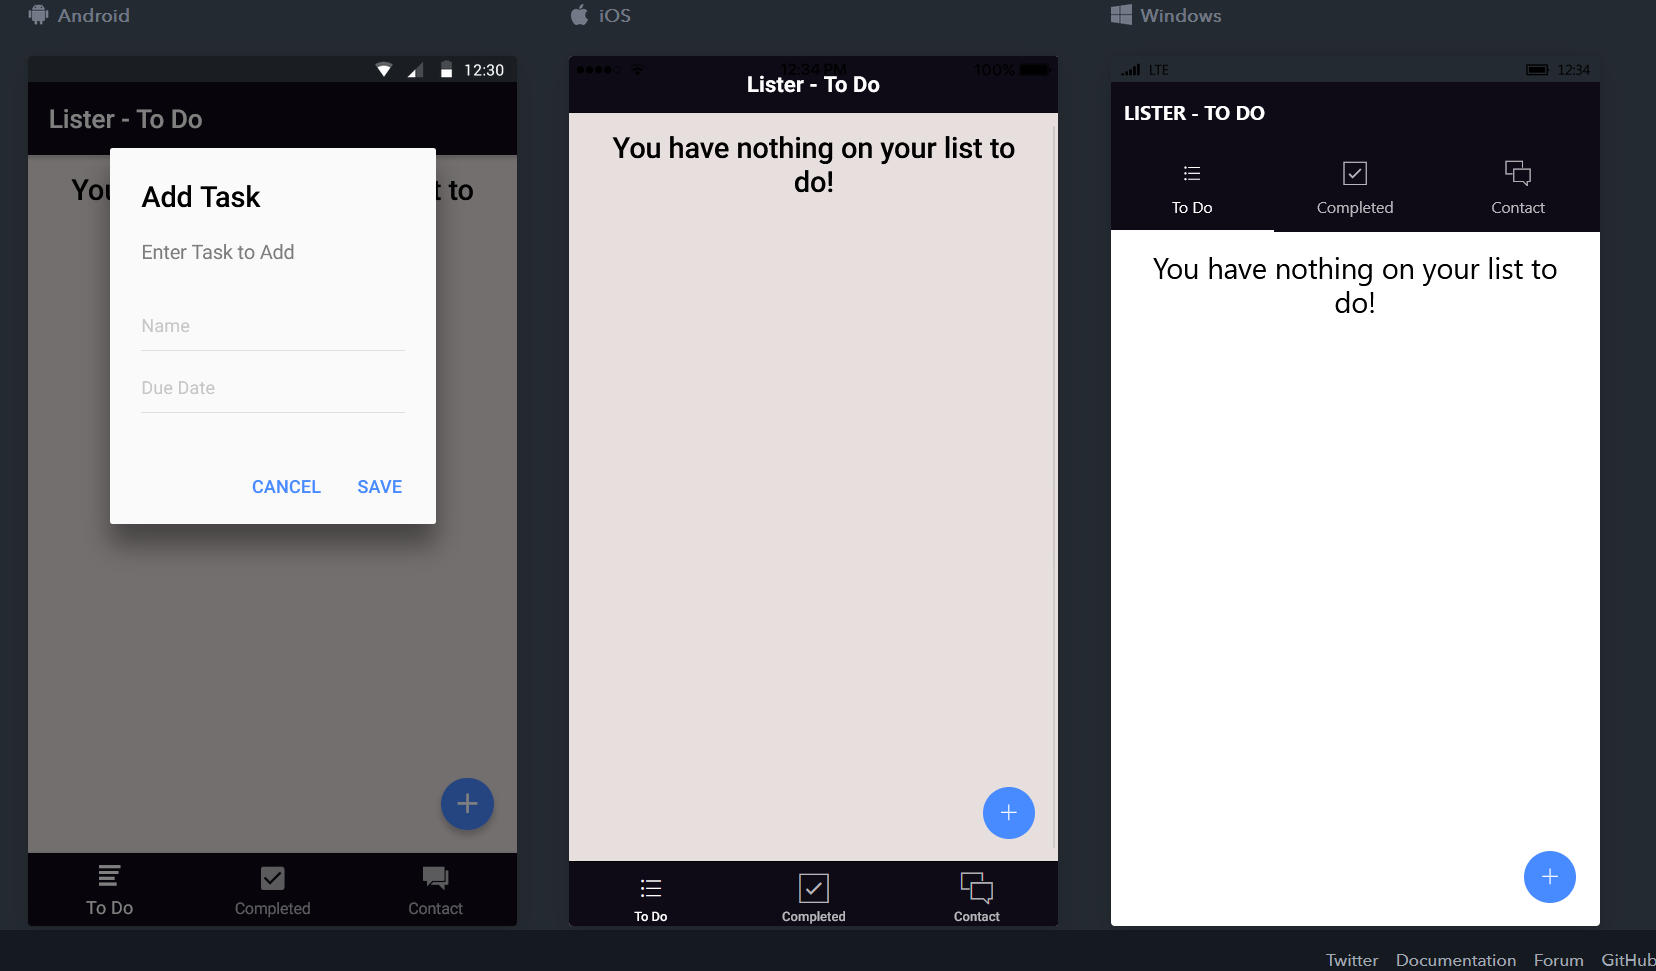 Android
12:30
Lister - To Do
You
t to
Add Task
Enter Task to Add
Name
Due Date
CANCEL SAVE
To Do Completed Contact
iOS
12:34 PM 100%
Lister - To Do
You have nothing on your list to
do!
To Do Completed Contact
Windows
LTE 12:34
LISTER - TO DO
To Do Completed Contact
You have nothing on your list to
do!
Twitter Documentation Forum GitHub